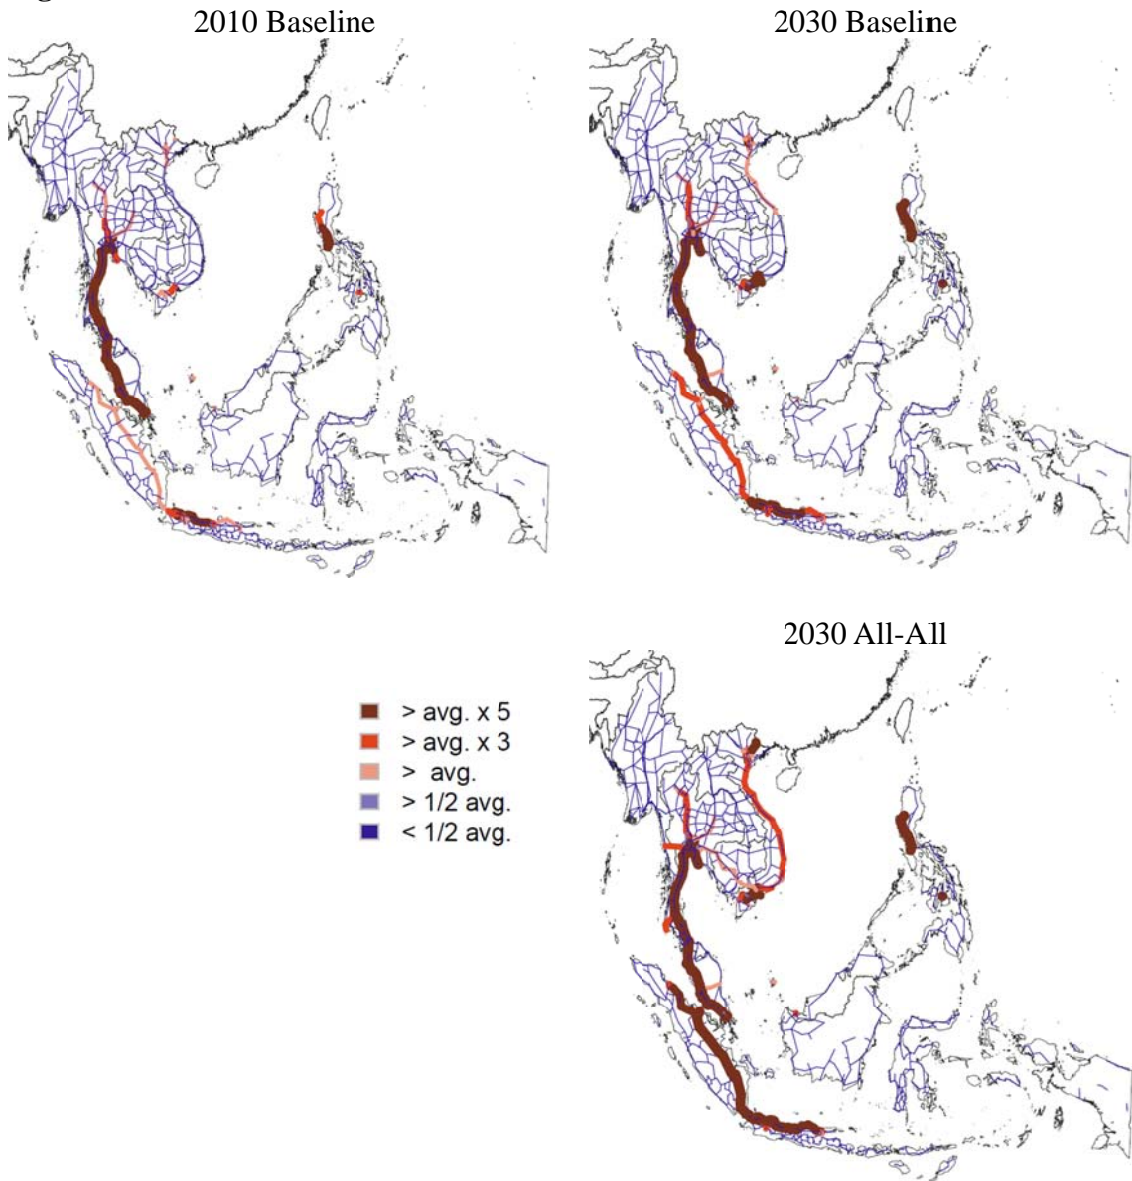 2010 Baseline
2030 Baseline
2030 All-All
> avg. x 5
> avg. x 3
> avg.
> 1/2 avg.
< 1/2 avg.